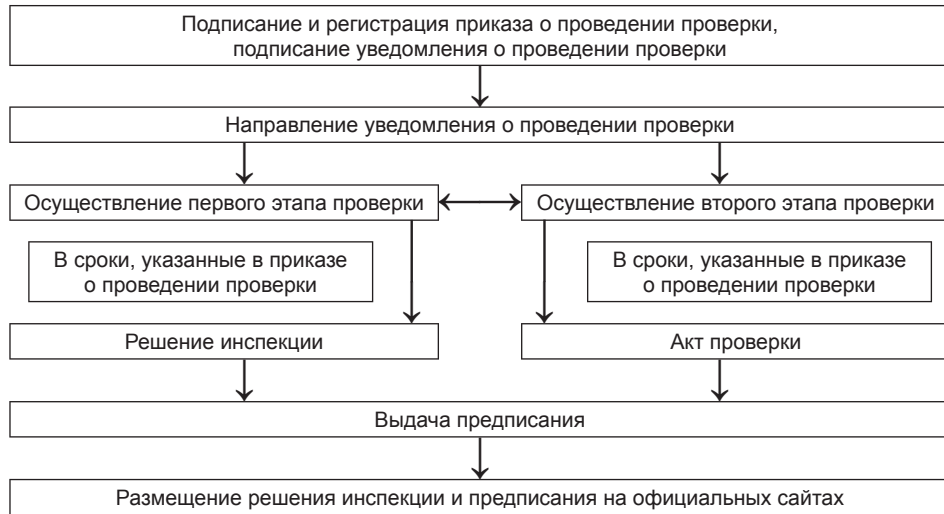 Подписание и регистрация приказа о проведении проверки,
подписание уведомления о проведении проверки
Направление уведомления о проведении проверки
Осуществление первого этапа проверки
Осуществление второго этапа проверки
В сроки, указанные в приказе
о проведении проверки
В сроки, указанные в приказе
о проведении проверки
Решение инспекции
Акт проверки
Выдача предписания
Размещение решения инспекции и предписания на официальных сайтах